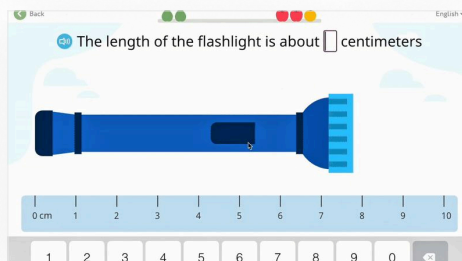 Back
English
The length of the flashlight is about centimeters
0 cm 1 2 3 4 5 6 7 8 9 10
1 2 3 4 5 6 7 8 9 0